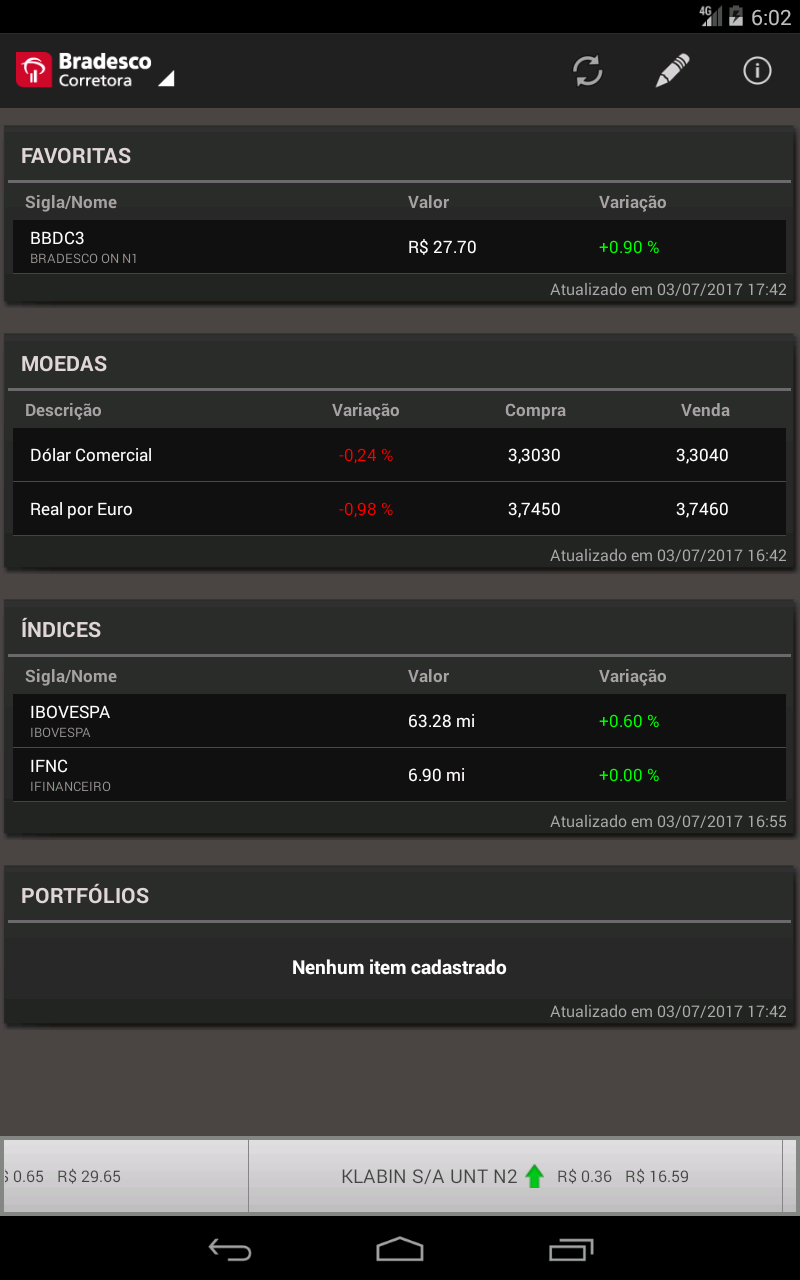 4G 6:02
Bradesco
Corretora
FAVORITAS
Sigla/Nome Valor Variação
BBDC3
BRADESCO ON N1
R$ 27.70 +0.90 %
Atualizado em 03/07/2017 17:42
MOEDAS
Descrição Variação Compra Venda
Dólar Comercial -0,24 % 3,3030 3,3040
Real por Euro -0,98 % 3,7450 3,7460
Atualizado em 03/07/2017 16:42
ÍNDICES
Sigla/Nome Valor Variação
IBOVESPA
IBOVESPA
63.28 mi +0.60 %
IFNC
IFINANCEIRO
6.90 mi +0.00 %
Atualizado em 03/07/2017 16:55
PORTFÓLIOS
Nenhum item cadastrado
Atualizado em 03/07/2017 17:42
$ 0.65 R$ 29.65 KLABIN S/A UNT N2 R$ 0.36 R$ 16.59